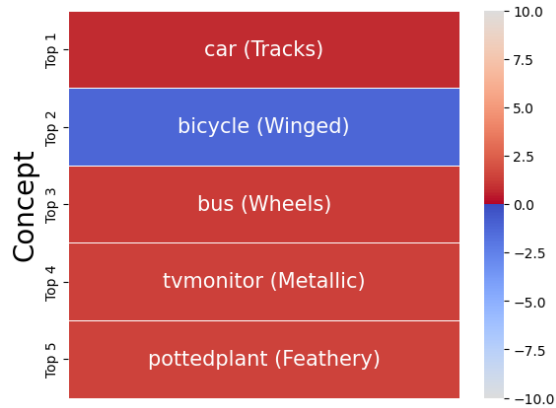 Concept
Top 1
car (Tracks)
Top 2
bicycle (Winged)
Top 3
bus (Wheels)
Top 4
tvmonitor (Metallic)
Top 5
pottedplant (Feathery)
10.0
7.5
5.0
2.5
0.0
−2.5
−5.0
−7.5
−10.0